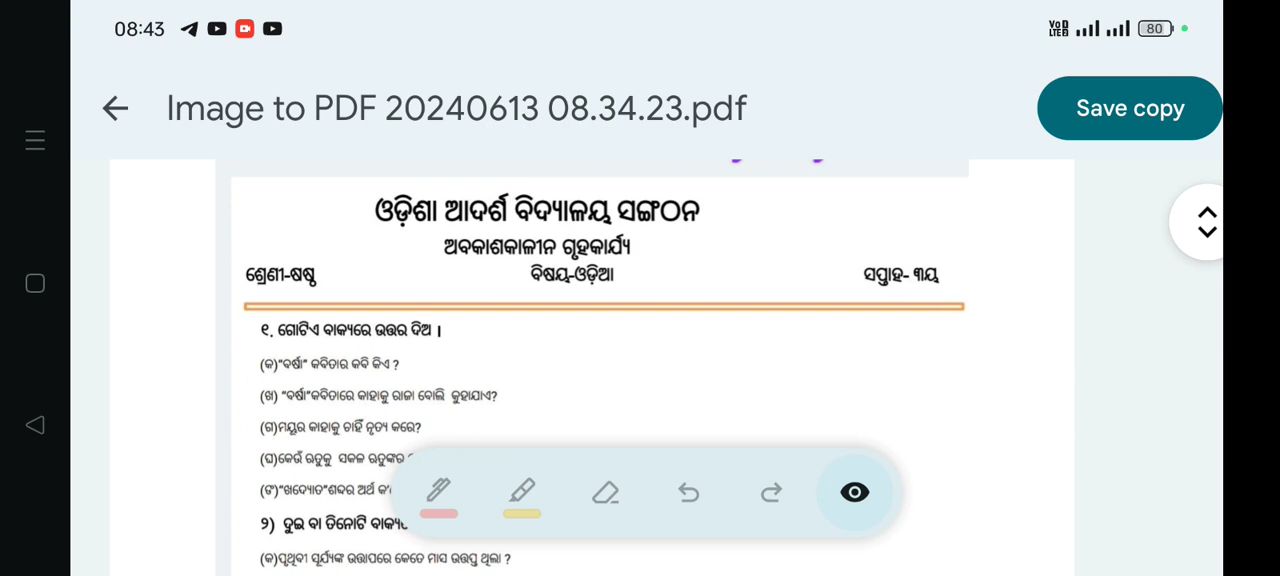 08:43
VoD LTE2 80
Image to PDF 20240613 08.34.23.pdf
Save copy
ଓଡ଼ିଶା ଆଦର୍ଶ ବିଦ୍ୟାଳୟ ସଙ୍ଗଠନ
ଅବକାଶକାଳୀନ ଗୃହକାର୍ଯ୍ୟ
ଶ୍ରେଣୀ-ଷଷ୍ଠ ବିଷୟ-ଓଡ଼ିଆ ସପ୍ତାହ- ୩ୟ
୧. ଗୋଟିଏ ବାକ୍ୟରେ ଉତ୍ତର ଦିଅ ।
(କ)“ବର୍ଷା” କବିତାର କବି କିଏ ?
(ଖ) “ବର୍ଷା“କବିତାରେ କାହାକୁ ରାଜା ବୋଲି କୁହାଯାଏ?
(ଗ)ମୟୂର କାହାକୁ ଚାହିଁ ନୃତ୍ୟ କରେ?
(ଘ)କେଉଁ ଋତୁକୁ ସକଳ ଋତୁଙ୍କର
(ଙ)“ଖଦ୍ୟୋତ”ଶବ୍ଦର ଅର୍ଥ
୨) ଦୁଇ ବା ତିନୋଟି
(କ)ପୃଥିବୀ ସୂର୍ଯ୍ୟଙ୍କ ଉତ୍ତାପରେ କେତେ ମାସ ଉତ୍ତପ୍ତ ଥିଲା ?